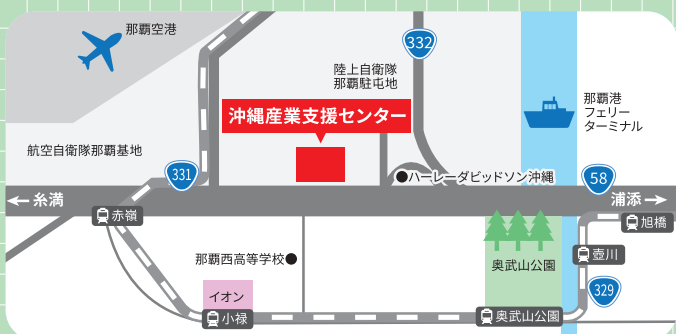 那覇空港
332
陸上自衛隊
那覇駐屯地
那覇港
フェリー
ターミナル
沖縄産業支援センター
航空自衛隊那覇基地
331
ハーレーダビッドソン沖縄
58
糸満
浦添
赤嶺
旭橋
那覇西高等学校
奥武山公園
壺川
イオン
329
小禄
奥武山公園